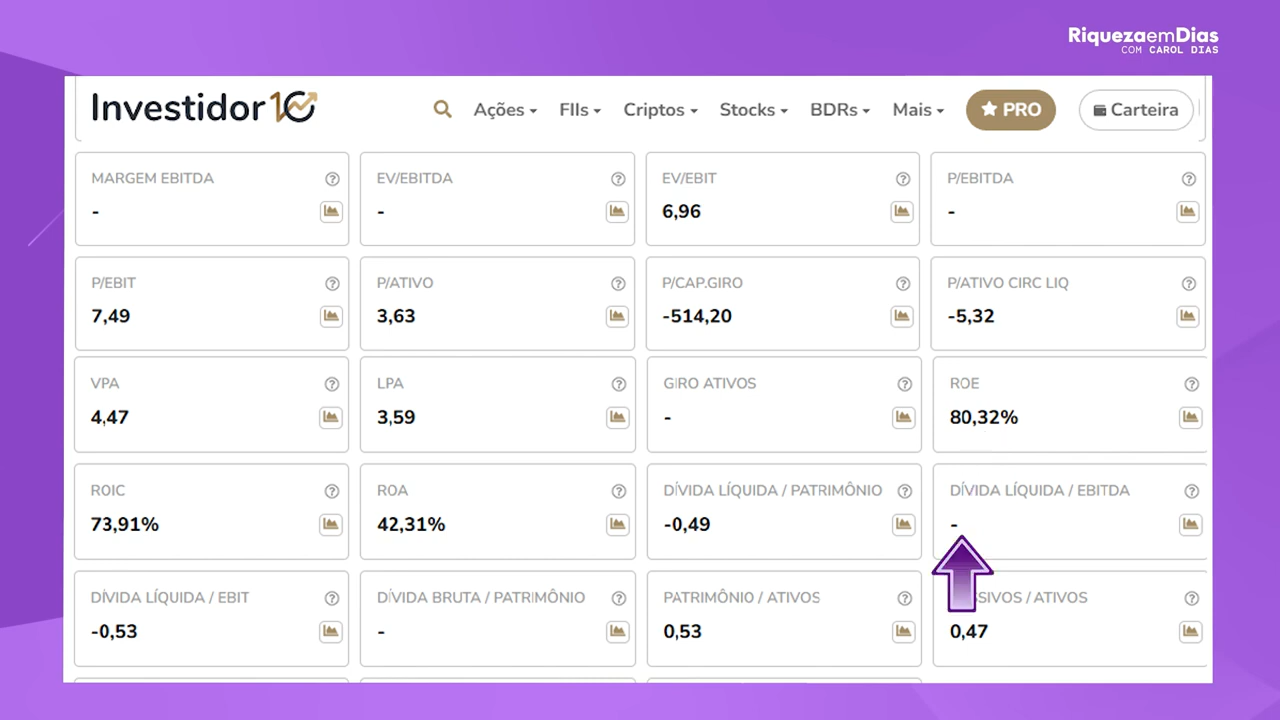 RiquezaemDias
COM CAROL DIAS
Investidor 10
Ações FIIs Criptos Stocks BDRs Mais PRO Carteira
MARGEM EBITDA EV/EBITDA EV/EBIT P/EBITDA
- - 6,96 -
P/EBIT P/ATIVO P/CAP.GIRO P/ATIVO CIRC LIQ
7,49 3,63 -514,20 -5,32
VPA LPA GIRO ATIVOS ROE
4,47 3,59 - 80,32%
ROIC ROA DÍVIDA LÍQUIDA / PATRIMÔNIO DÍVIDA LÍQUIDA / EBITDA
73,91% 42,31% -0,49 -
DÍVIDA LÍQUIDA / EBIT DÍVIDA BRUTA / PATRIMÔNIO PATRIMÔNIO / ATIVOS SIVOS / ATIVOS
-0,53 - 0,53 0,47